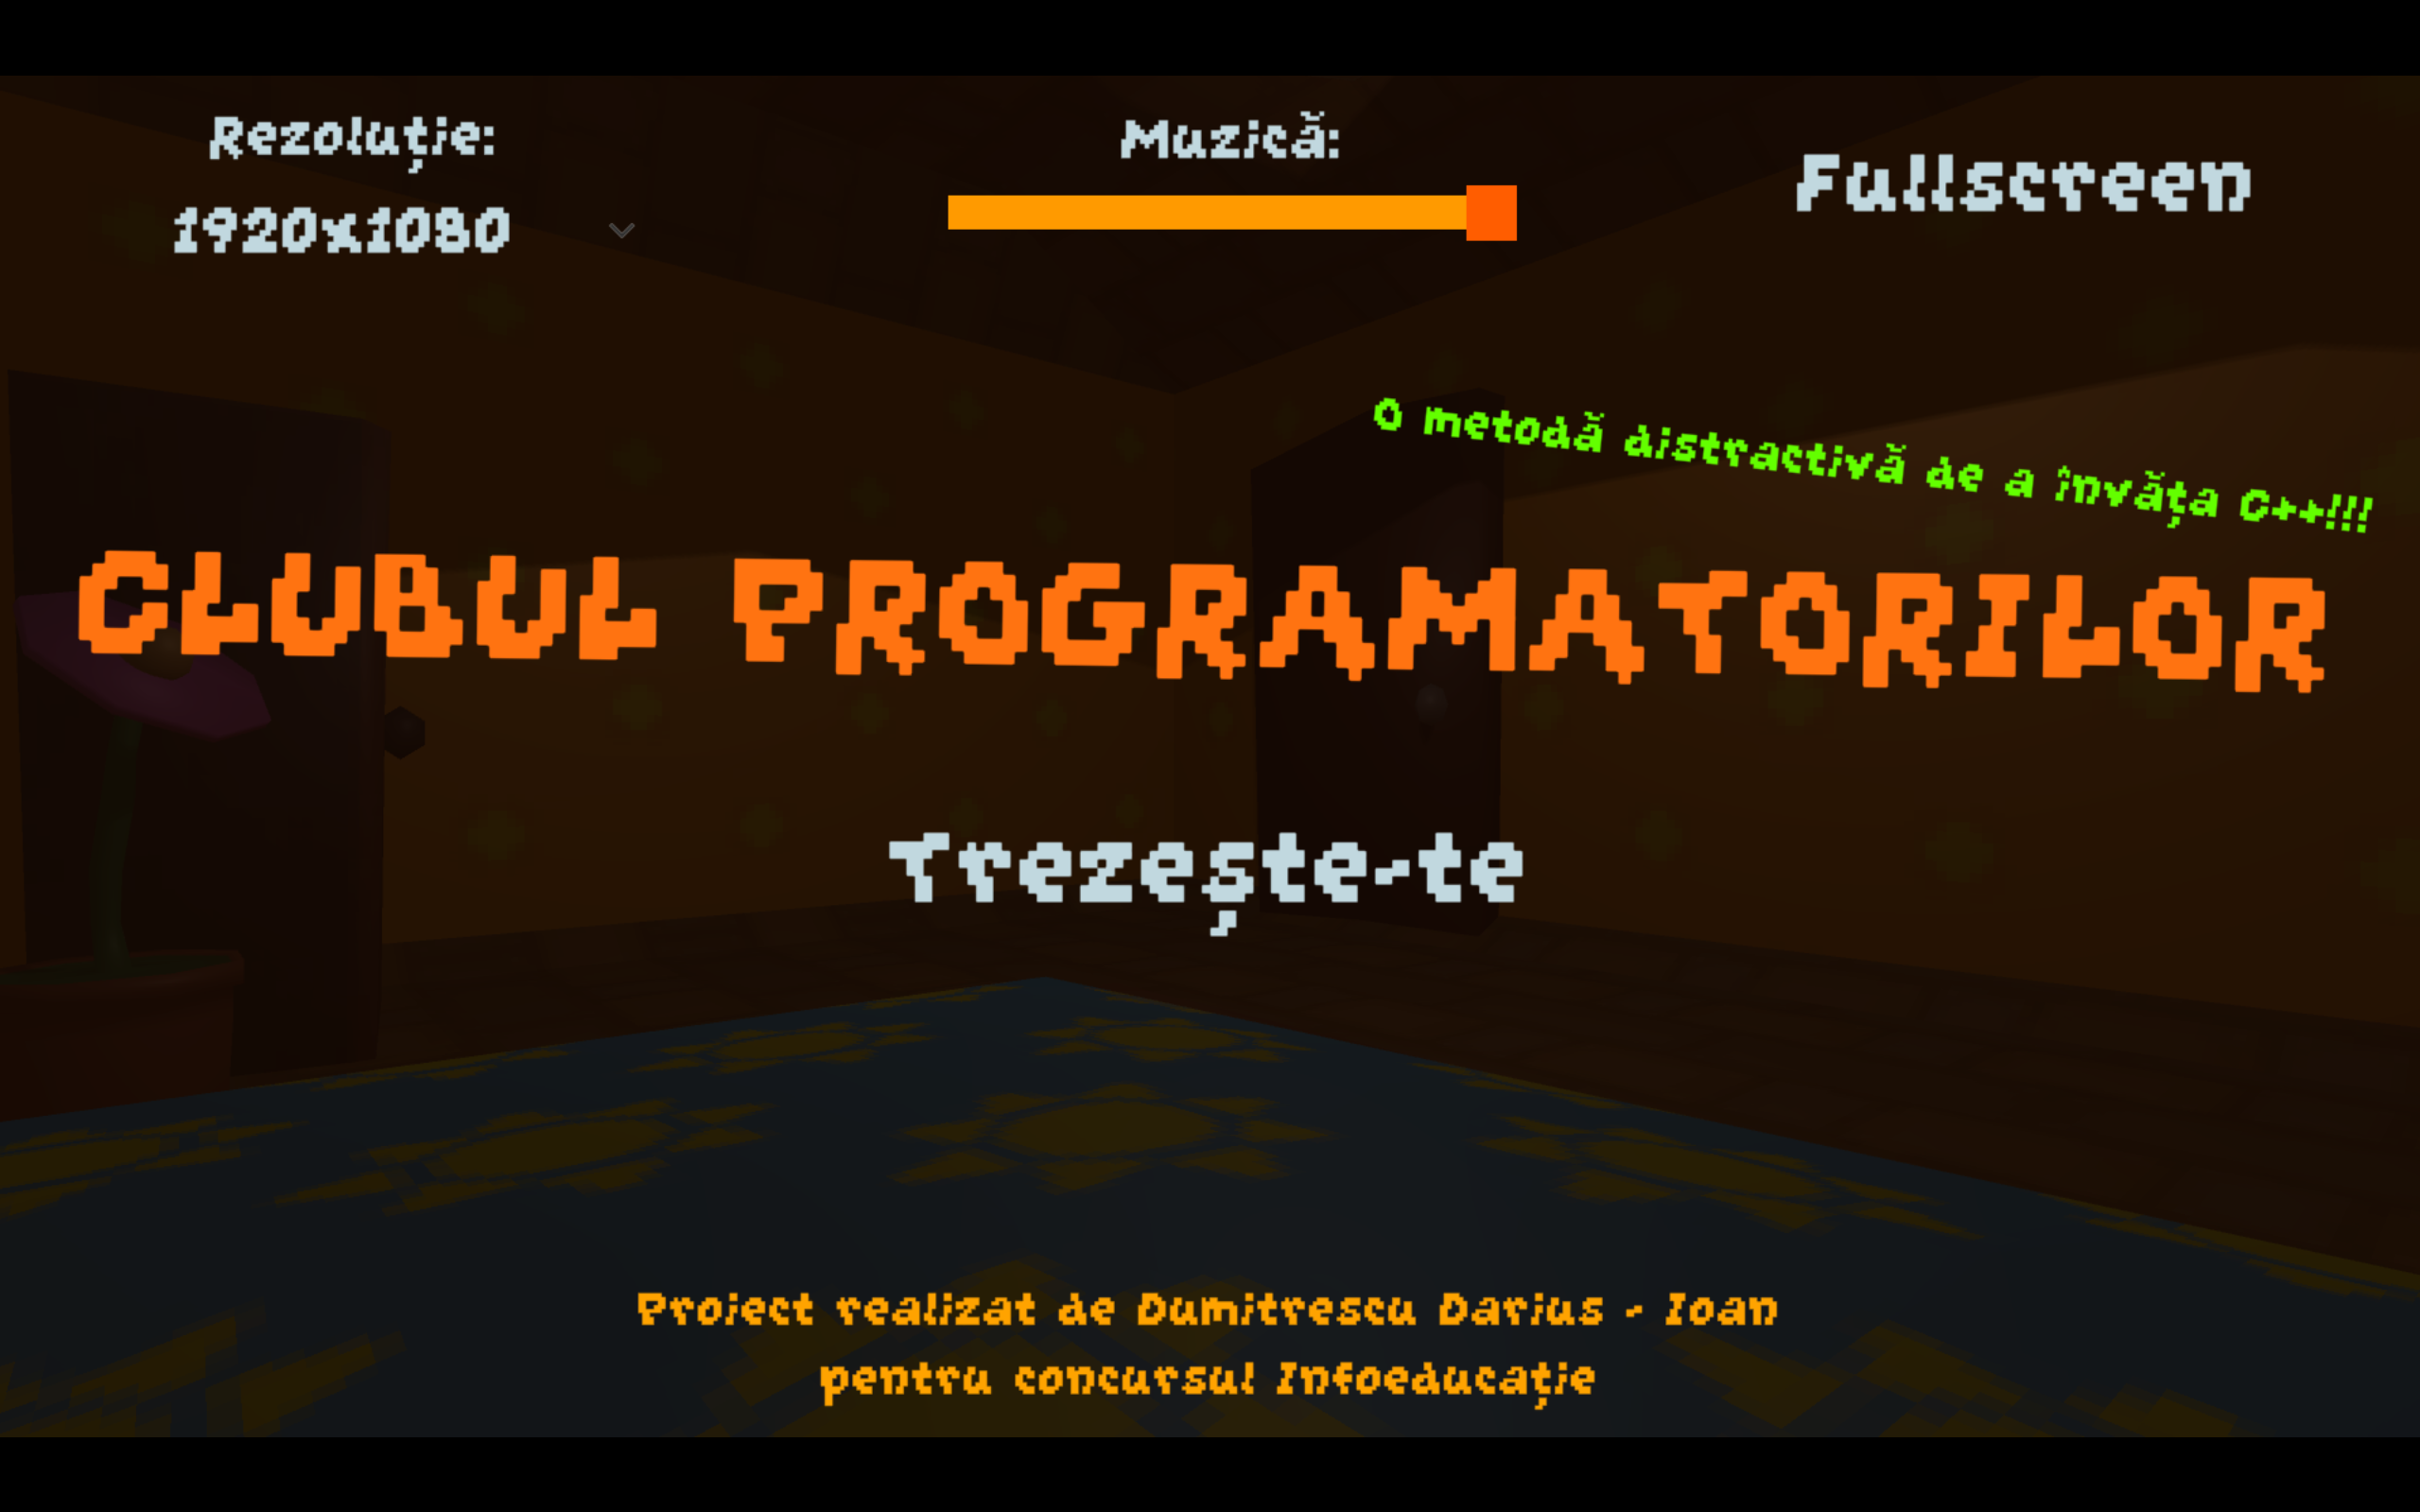 Rezoluție:
1920x1080
Muzică:
Fullscreen
O metodă distractivă de a învăța C++!!!
CLUBUL PROGRAMATORILOR
Trezește-te
Project realizat de Dumitrescu Darius - Ioan
pentru concursul Infoeducație